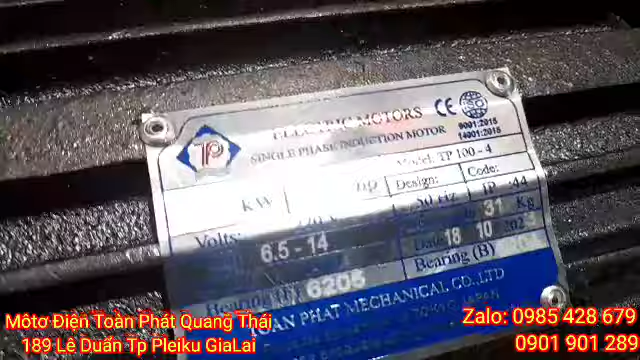 ELECTRIC MOTORS
CE
9001:2015
14001:2015
TP
SINGLE PHASE INDUCTION MOTOR
Model: TP 100-4
KW
HP
Design:
Code:
Volts:
50 Hz
IP :44
6.5 - 14
31 Kg
Date 18 10
6205
Bearing (B)
TOAN PHAT MECHANICAL CO.,LTD
Môtơ Điện Toàn Phát Quang Thái
189 Lê Duẩn Tp Pleiku GiaLai
Zalo: 0985 428 679
0901 901 289